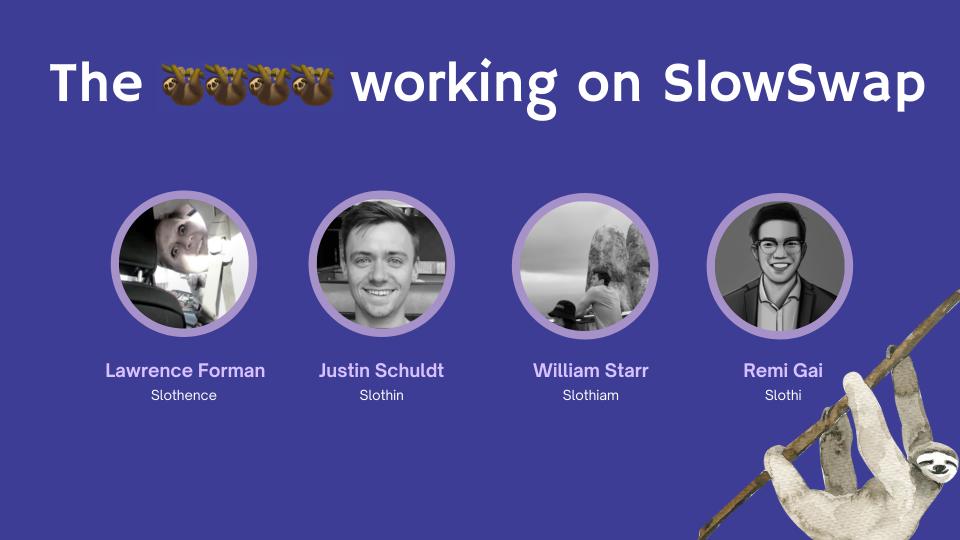 The 🦥🦥🦥🦥 working on SlowSwap
Lawrence Forman
Slothence
Justin Schuldt
Slothin
William Starr
Slothiam
Remi Gai
Slothi